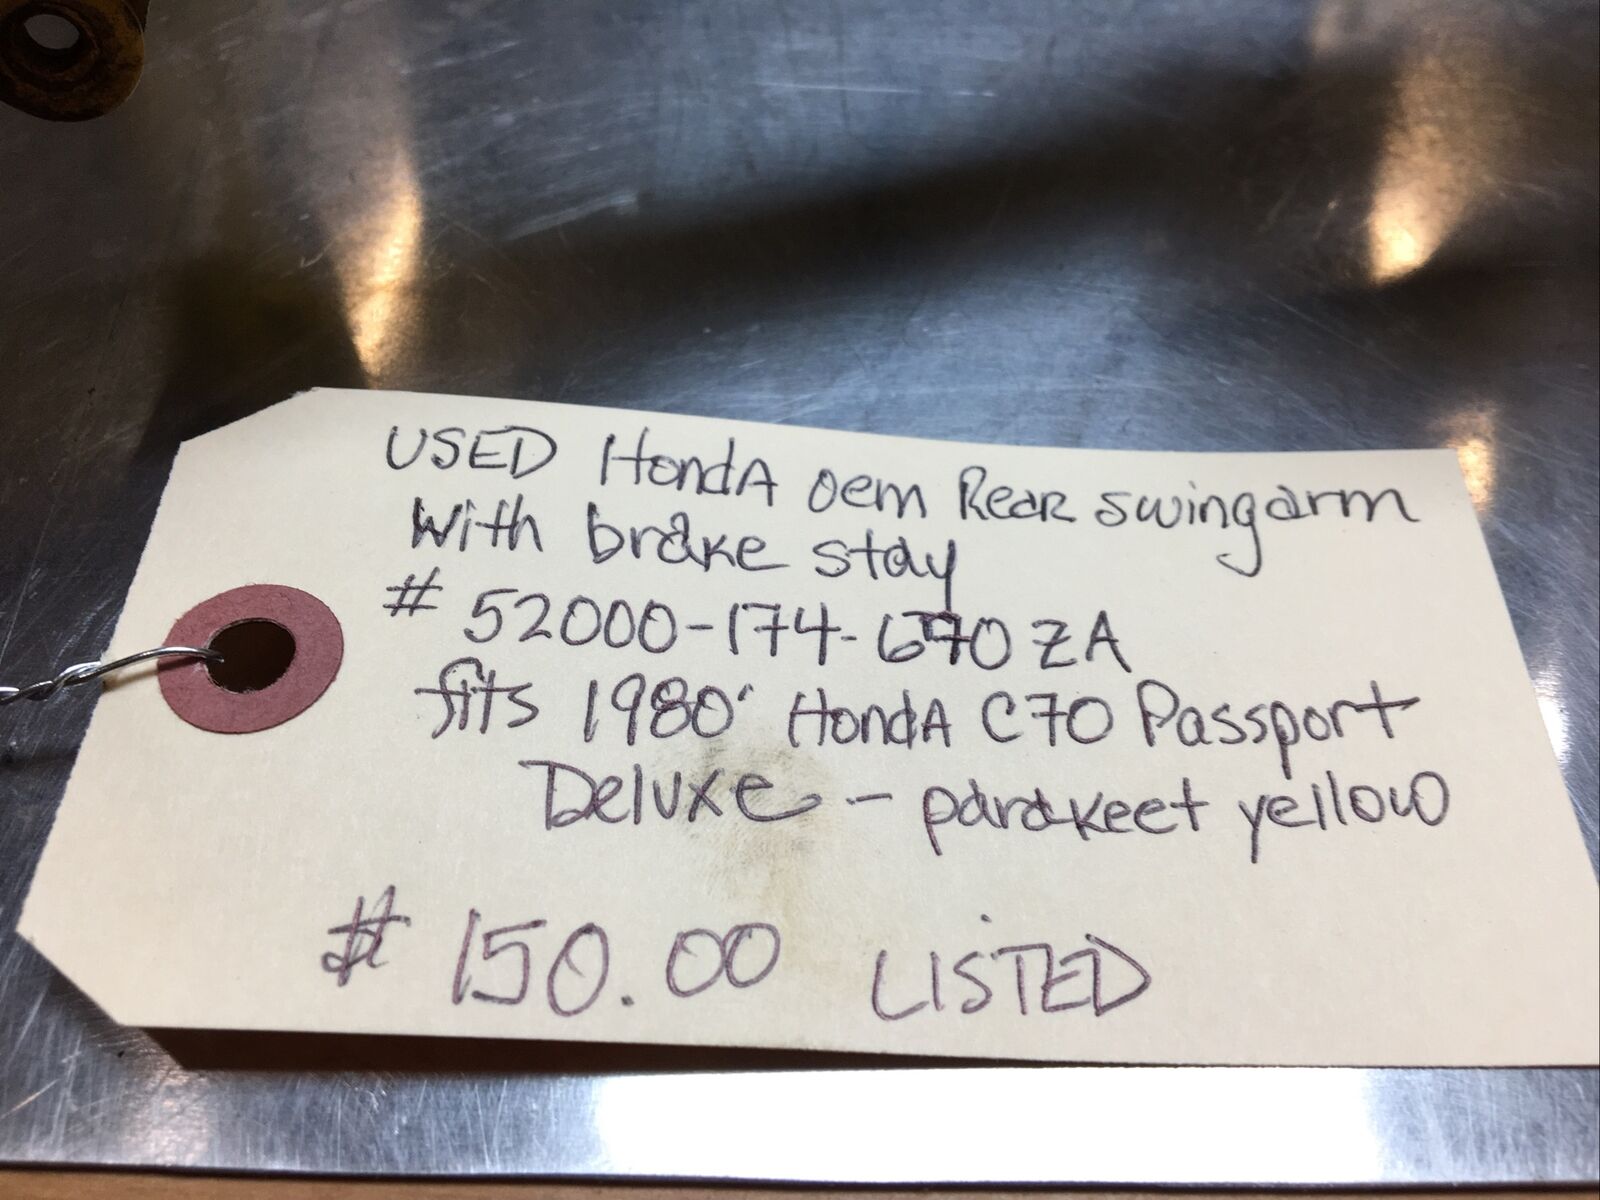 USED HondA oem Rear swingarm
With brake stay
# 52000-174-670 ZA
fits 1980' HondA C70 Passport
Deluxe - parakeet yellow
$ 150.00 LISTED